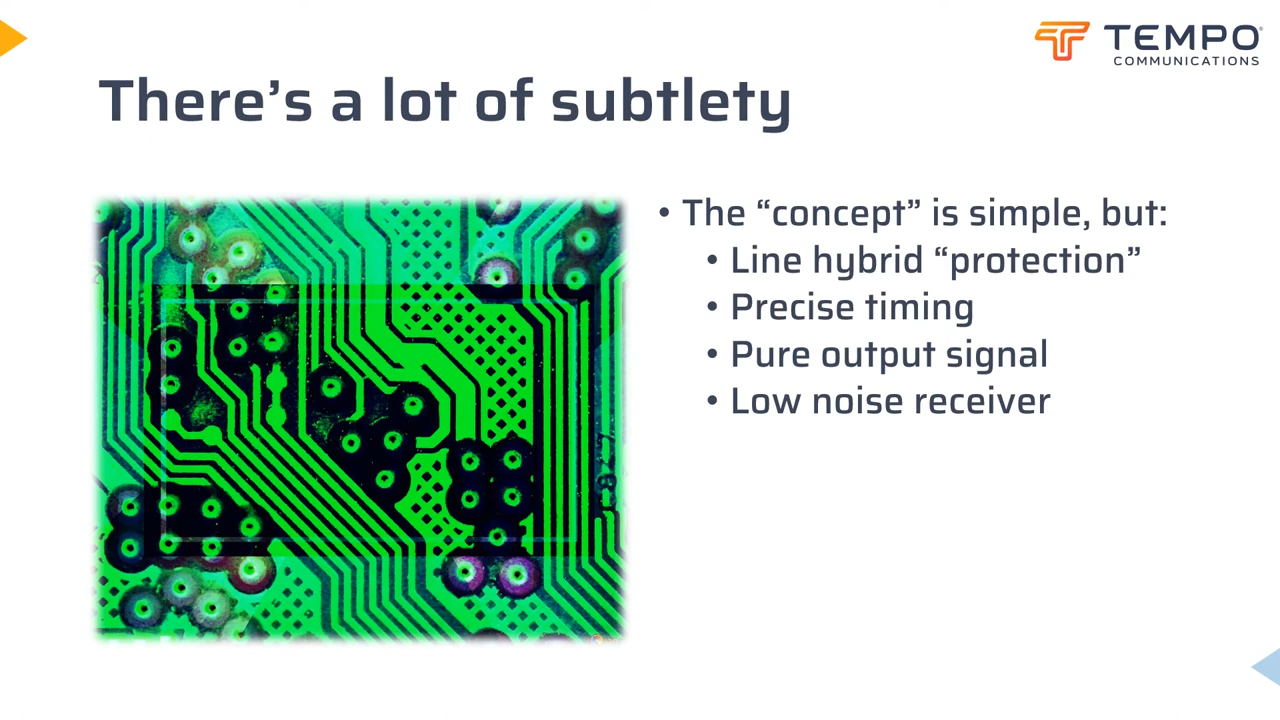 TEMPO
COMMUNICATIONS
There’s a lot of subtlety
• The “concept” is simple, but:
• Line hybrid “protection”
• Precise timing
• Pure output signal
• Low noise receiver